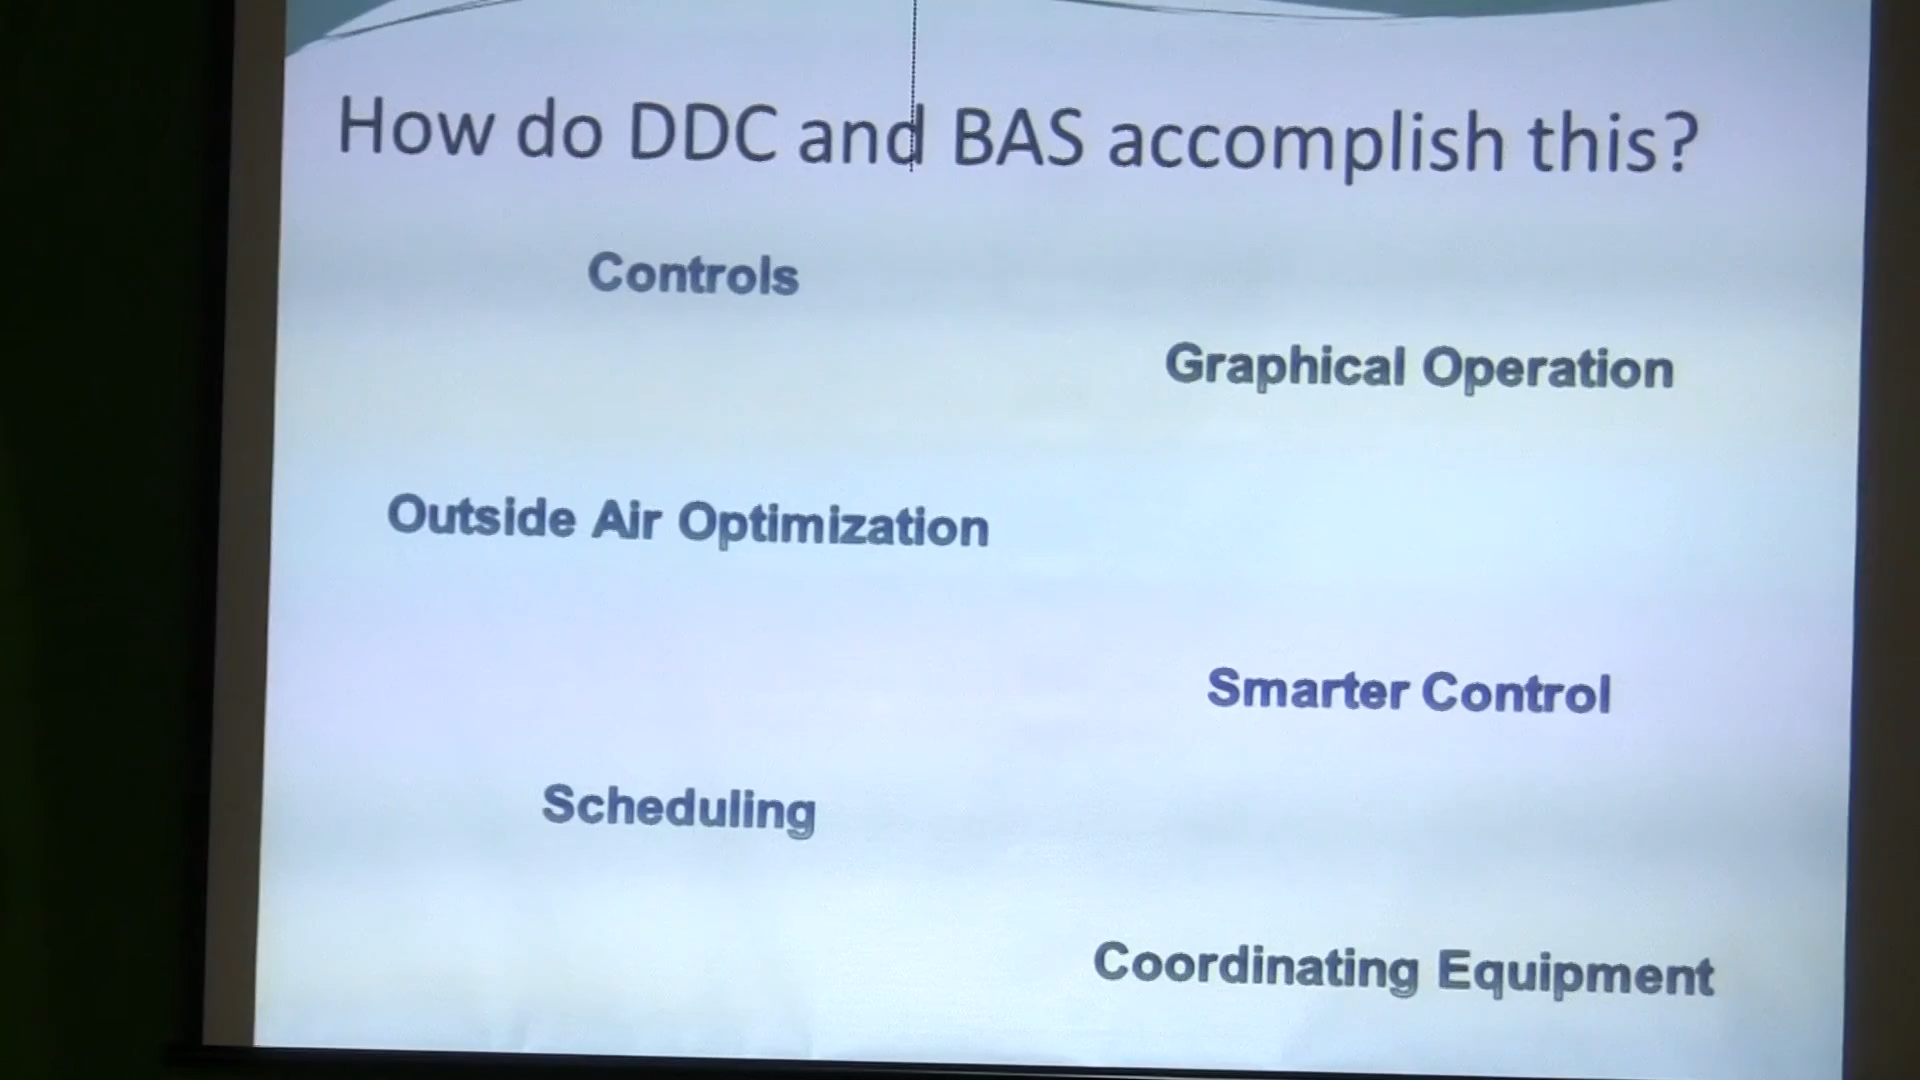 How do DDC and BAS accomplish this?
Controls
Graphical Operation
Outside Air Optimization
Smarter Control
Scheduling
Coordinating Equipment